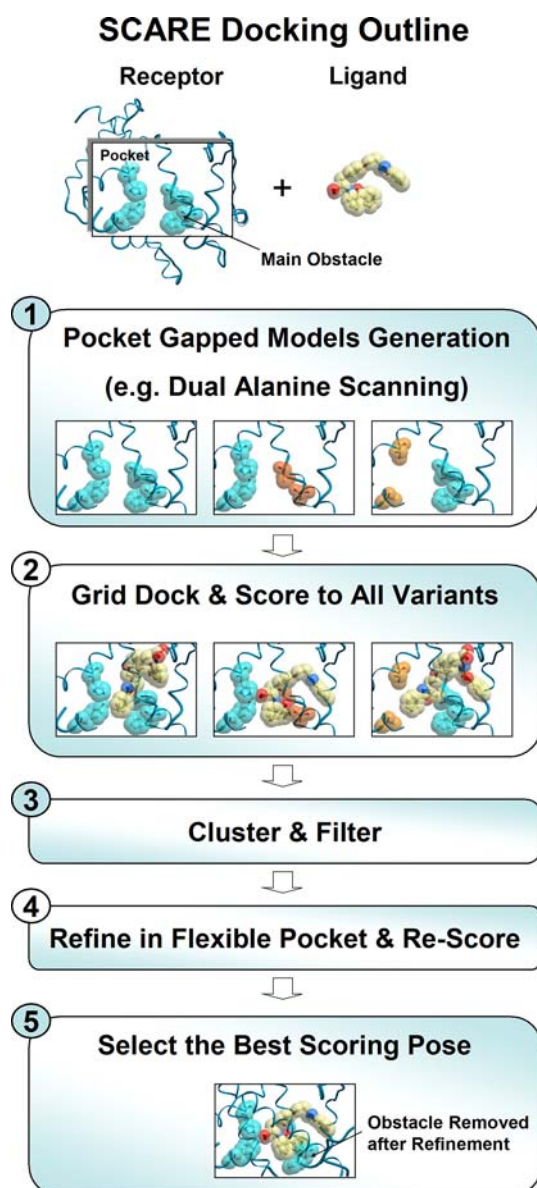 SCARE Docking Outline
Receptor
Ligand
Pocket
+
Main Obstacle
1
Pocket Gapped Models Generation
(e.g. Dual Alanine Scanning)
2
Grid Dock & Score to All Variants
3
Cluster & Filter
4
Refine in Flexible Pocket & Re-Score
5
Select the Best Scoring Pose
Obstacle Removed
after Refinement